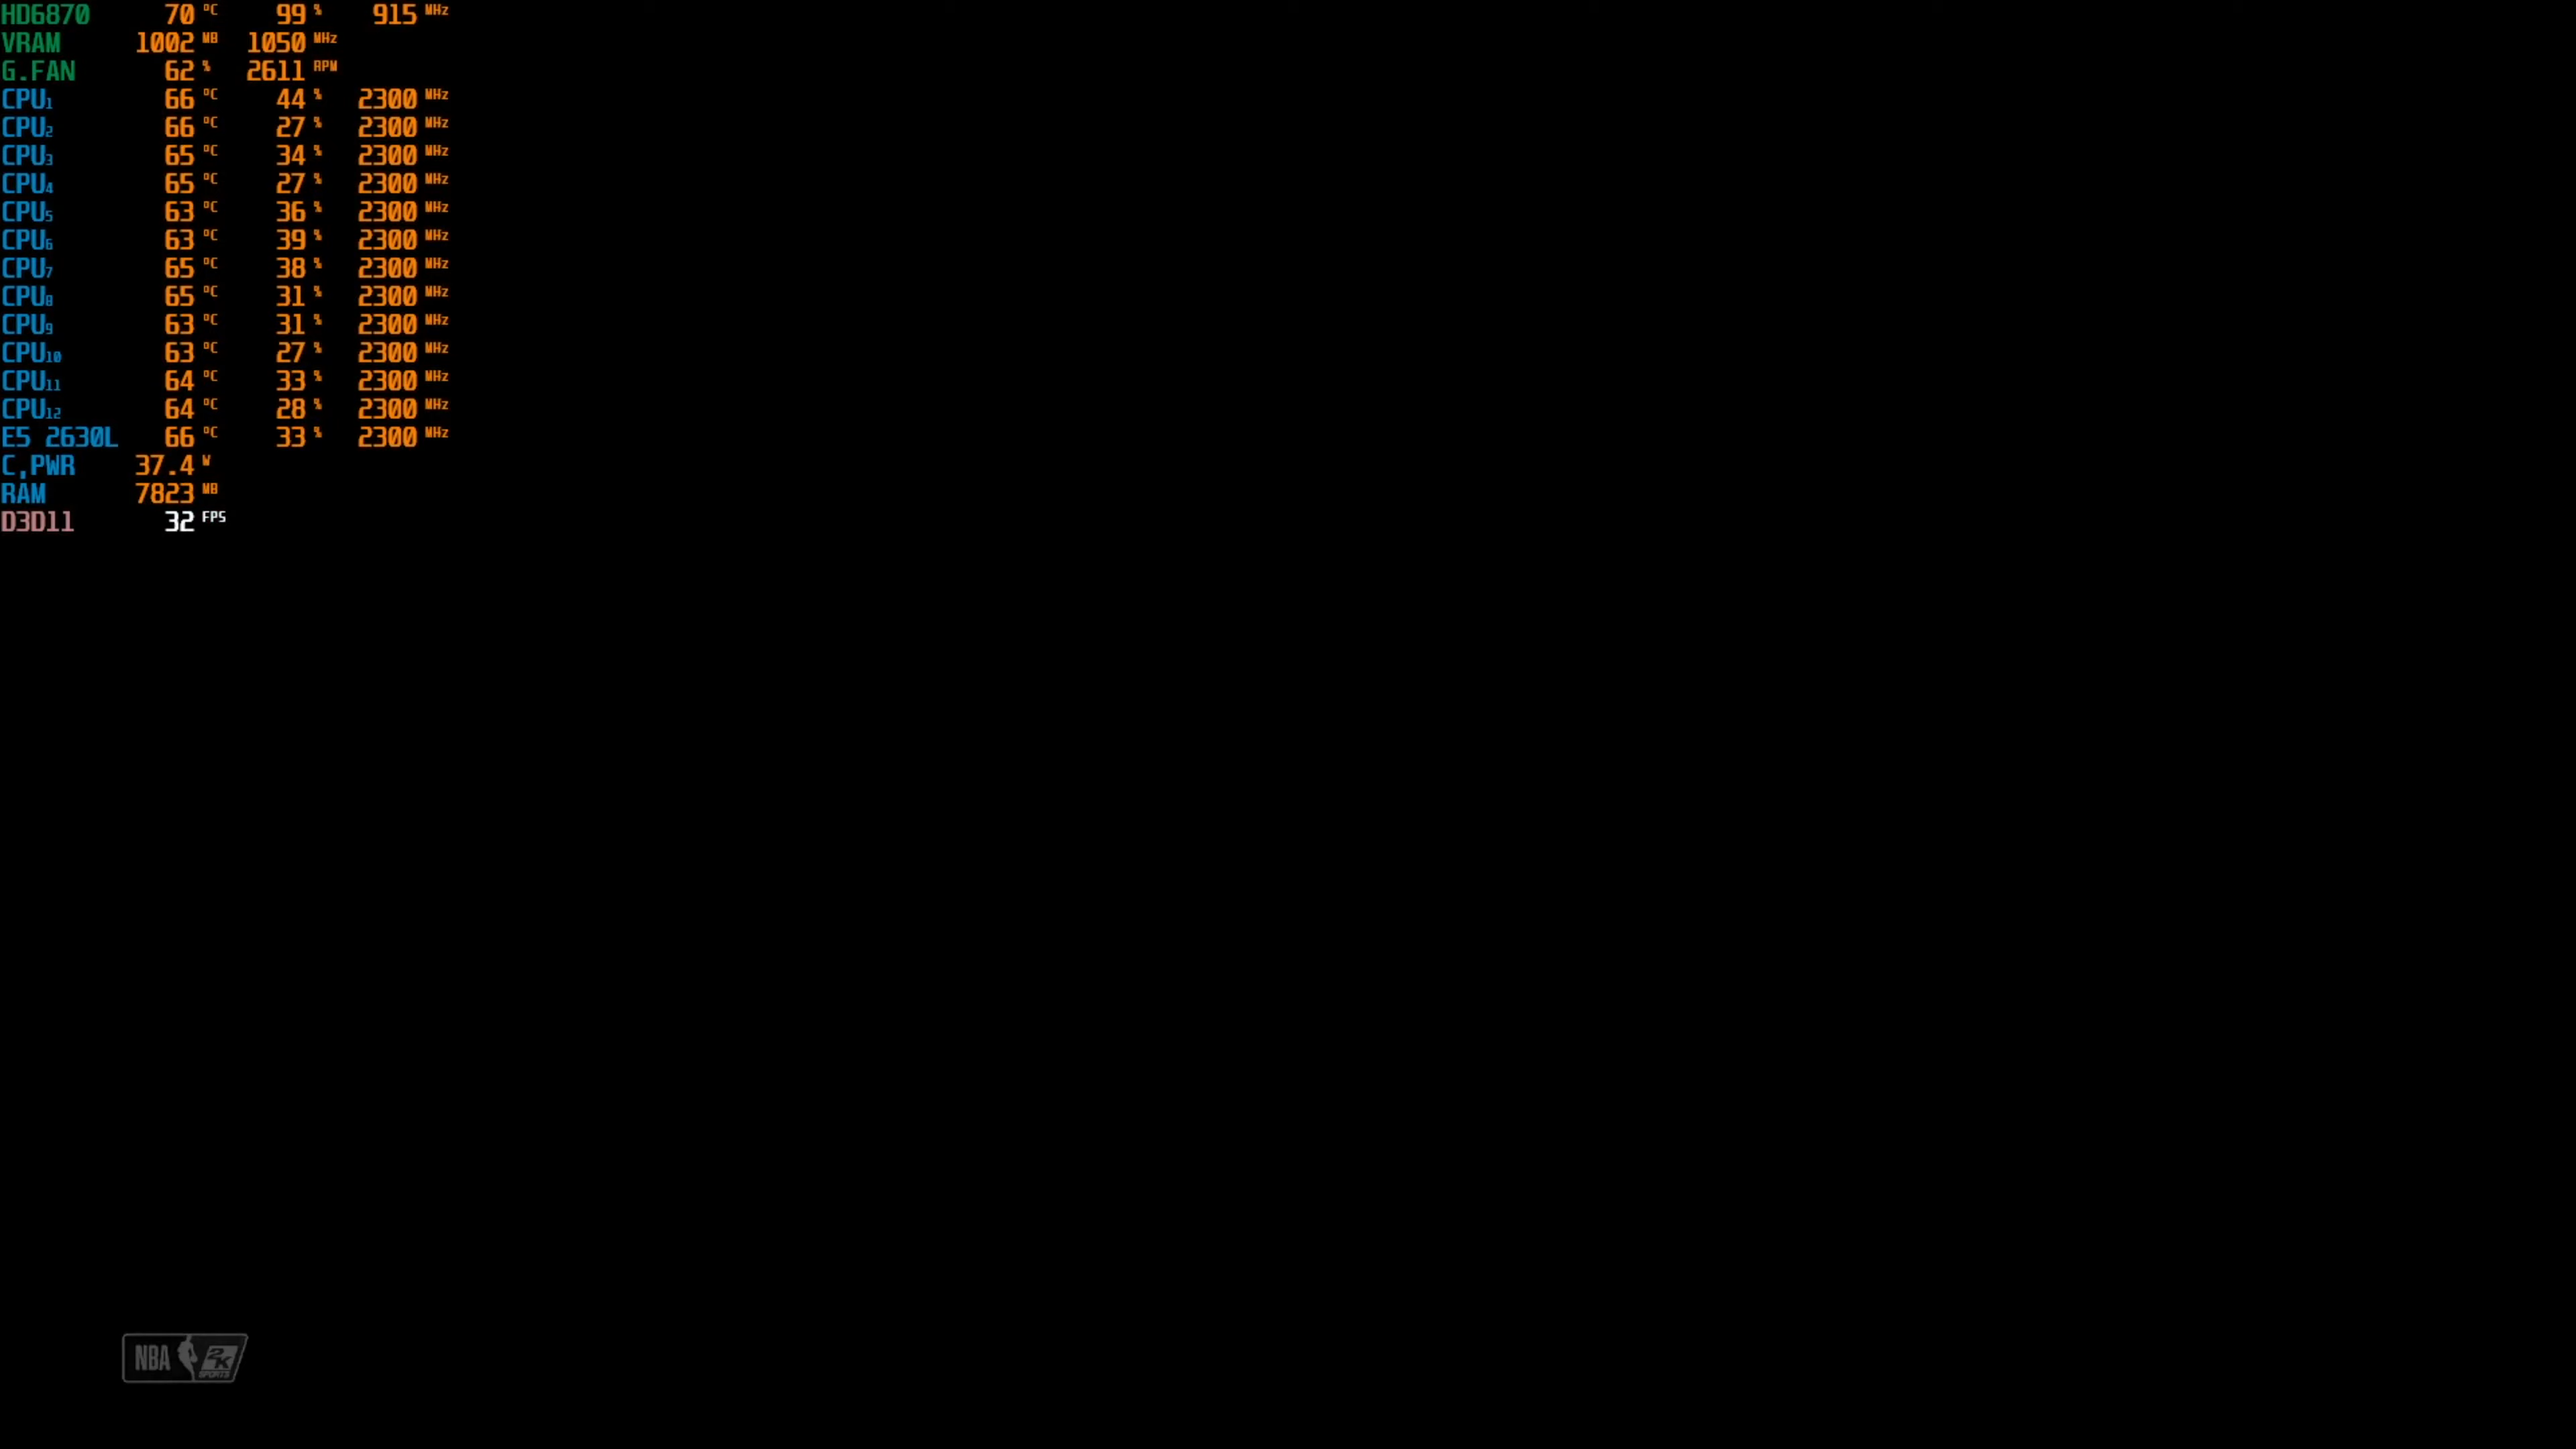 HD6870 70 °C 99 % 915 MHz
VRAM 1002 MB 1050 MHz
G.FAN 62 % 2611 RPM
CPU1 66 °C 44 % 2300 MHz
CPU2 66 °C 27 % 2300 MHz
CPU3 65 °C 34 % 2300 MHz
CPU4 65 °C 27 % 2300 MHz
CPU5 63 °C 36 % 2300 MHz
CPU6 63 °C 39 % 2300 MHz
CPU7 65 °C 38 % 2300 MHz
CPU8 65 °C 31 % 2300 MHz
CPU9 63 °C 31 % 2300 MHz
CPU10 63 °C 27 % 2300 MHz
CPU11 64 °C 33 % 2300 MHz
CPU12 64 °C 28 % 2300 MHz
E5 2630L 66 °C 33 % 2300 MHz
C,PWR 37.4 W
RAM 7823 MB
D3D11 32 FPS
NBA 2K SPORTS